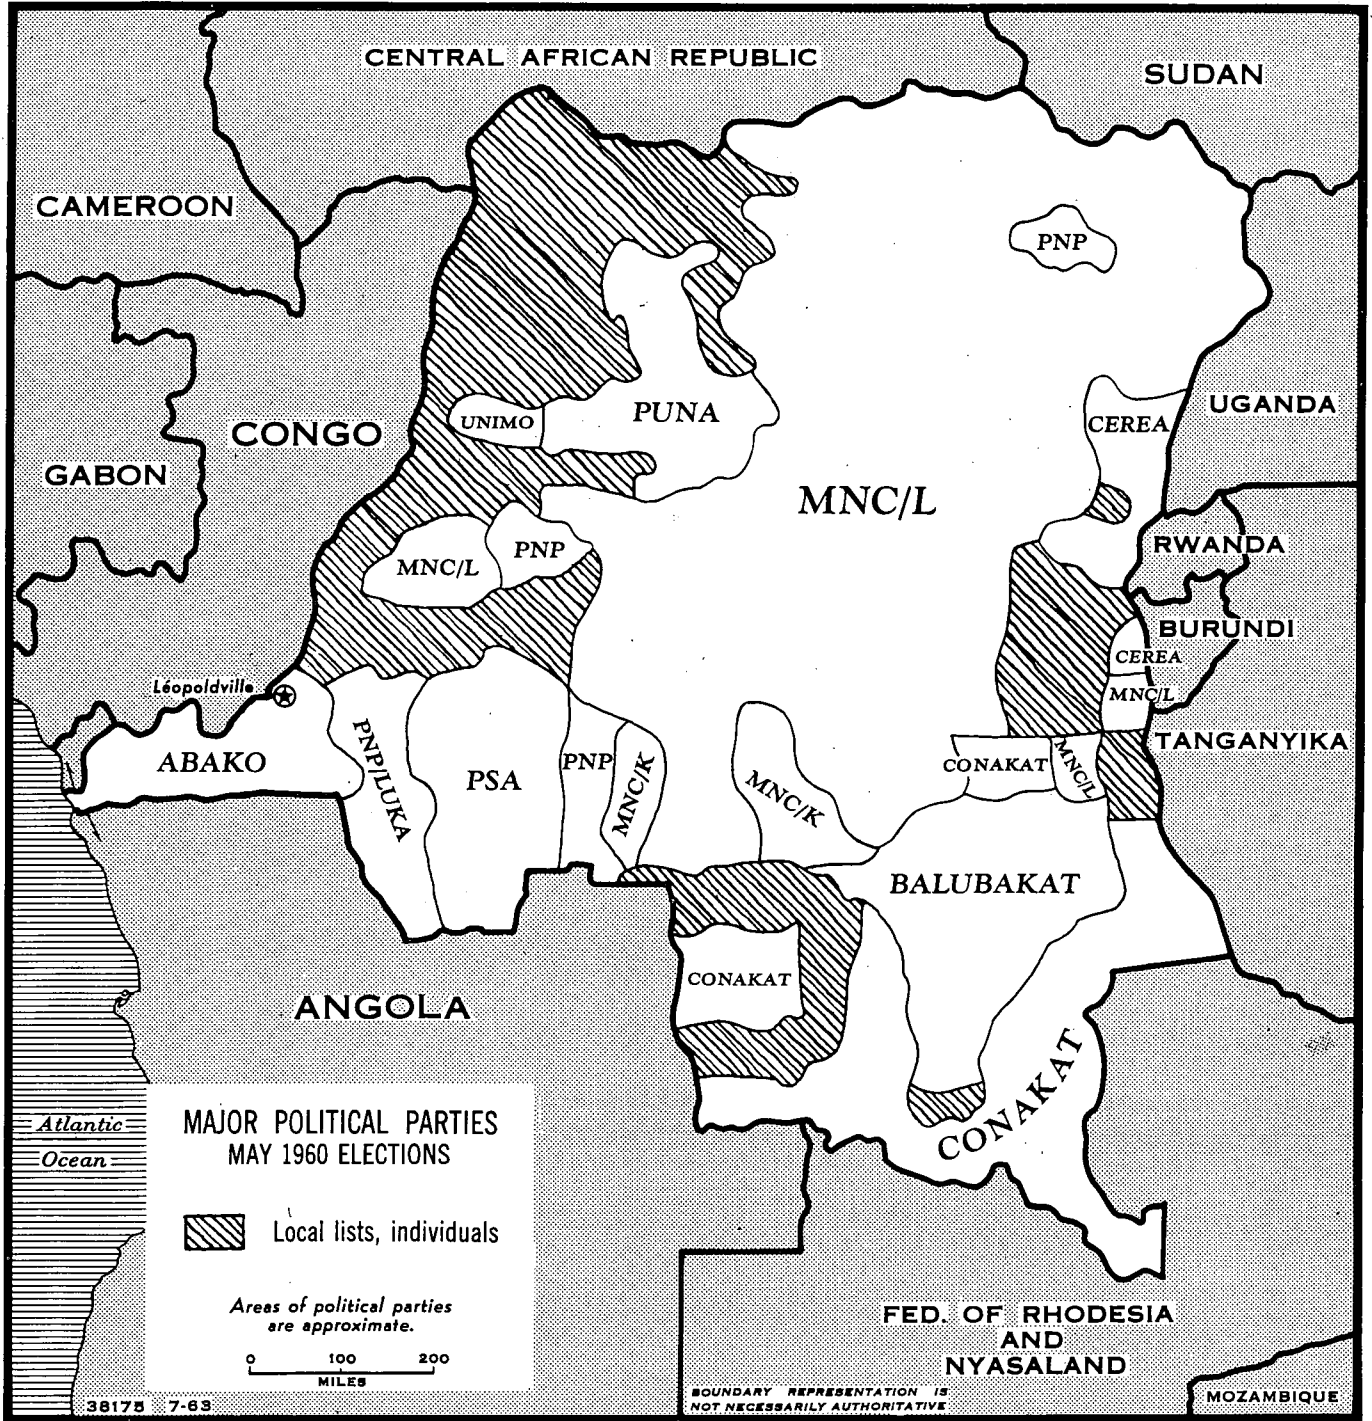 CENTRAL AFRICAN REPUBLIC
SUDAN
CAMEROON
PNP
UGANDA
CONGO
UNIMO
PUNA
CEREA
GABON
MNC/L
RWANDA
MNC/L
PNP
BURUNDI
CEREA
MNC/L
Léopoldville
TANGANYIKA
ABAKO
PNP/LUKA
PSA
PNP
MNC/K
MNC/K
CONAKAT
MNC/L
BALUBAKAT
CONAKAT
ANGOLA
CONAKAT
Atlantic
Ocean
MAJOR POLITICAL PARTIES
MAY 1960 ELECTIONS
Local lists, individuals
Areas of political parties
are approximate.
0 100 200
MILES
FED. OF RHODESIA
AND
NYASALAND
BOUNDARY REPRESENTATION IS
NOT NECESSARILY AUTHORITATIVE
MOZAMBIQUE
38175 7-63